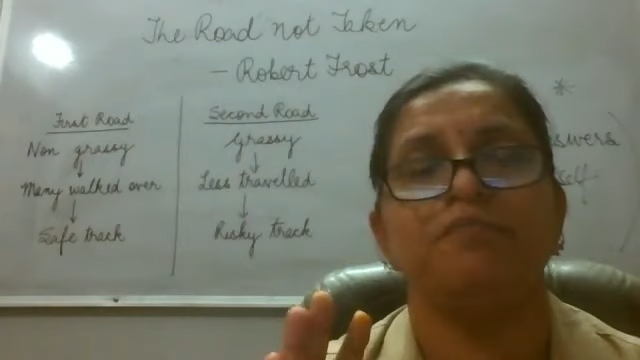 The Road not Taken
- Robert Frost
First Road
Non grassy
↓
Many walked over
↓
Safe track
Second Road
Grassy
↓
Less travelled
↓
Risky track
*